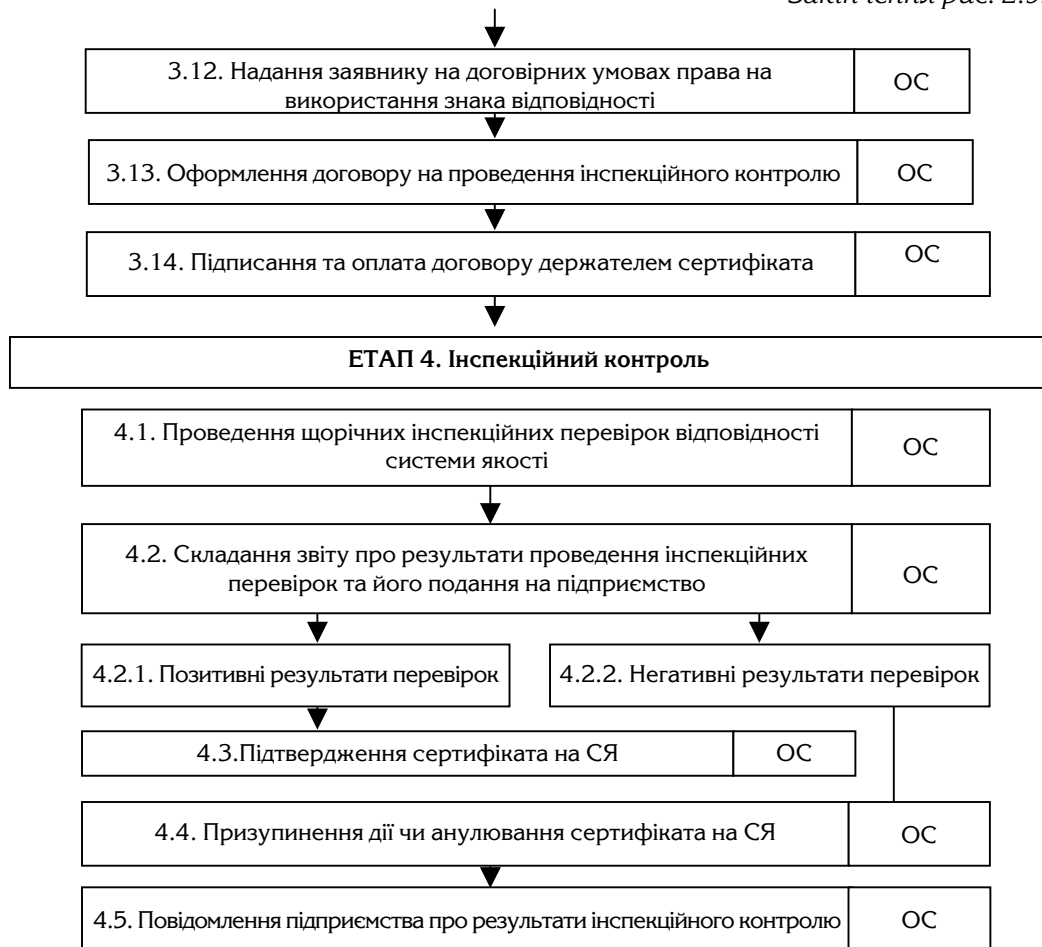 Закінчення рис. 2.9.
3.12. Надання заявнику на договірних умовах права на
використання знака відповідності
ОС
3.13. Оформлення договору на проведення інспекційного контролю
ОС
3.14. Підписання та оплата договору держателем сертифіката
ОС
ЕТАП 4. Інспекційний контроль
4.1. Проведення щорічних інспекційних перевірок відповідності
системи якості
ОС
4.2. Складання звіту про результати проведення інспекційних
перевірок та його подання на підприємство
ОС
4.2.1. Позитивні результати перевірок
4.2.2. Негативні результати перевірок
4.3.Підтвердження сертифіката на СЯ
ОС
4.4. Призупинення дії чи анулювання сертифіката на СЯ
ОС
4.5. Повідомлення підприємства про результати інспекційного контролю
ОС